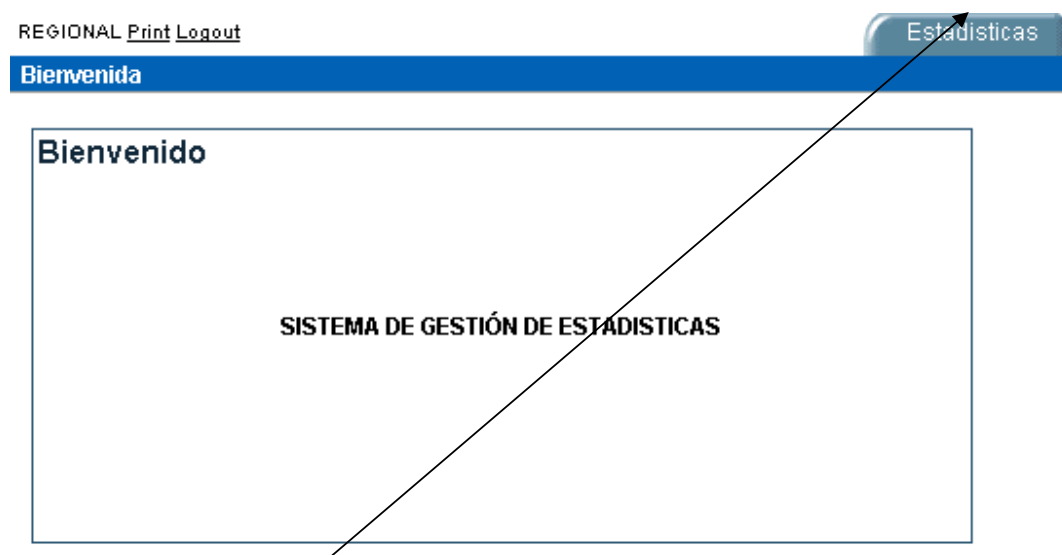 REGIONAL Print Logout
Estadisticas
Bienvenida
Bienvenido
SISTEMA DE GESTIÓN DE ESTADISTICAS